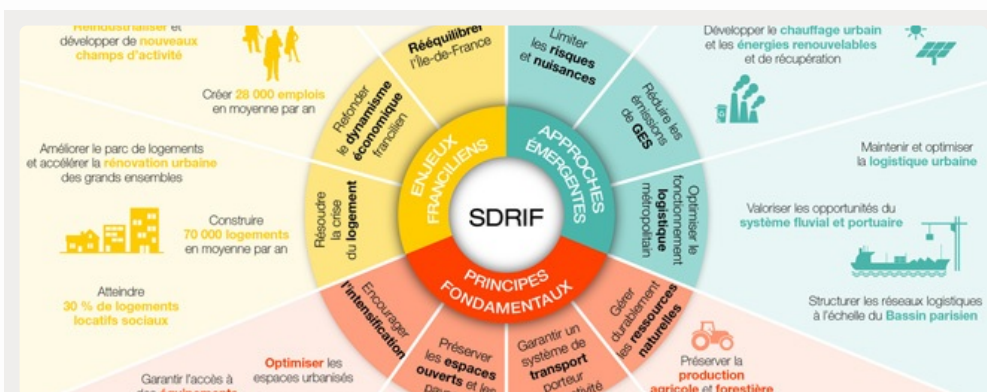 Réindustrialiser et
développer de nouveaux
champs d'activité
Créer 28 000 emplois
en moyenne par an
Améliorer le parc de logements
et accélérer la rénovation urbaine
des grands ensembles
Construire
70 000 logements
en moyenne par an
Atteindre
30 % de logements
locatifs sociaux
Garantir l'accès à
Optimiser les
espaces urbanisés
Rééquilibrer
l'Île-de-France
Refonder
le dynamisme
économique
francilien
Résoudre
la crise
du logement
ENJEUX
FRANCILIENS
SDRIF
APPROCHES
ÉMERGENTES
PRINCIPES
FONDAMENTAUX
Limiter
les risques
et nuisances
Réduire les
émissions
de GES
Optimiser le
fonctionnement
logistique
métropolitain
Encourager
l'intensification
Préserver
les espaces
ouverts et les
Garantir un
système de
transport
porteur
Gérer
durablement
les ressources
naturelles
Développer le chauffage urbain
et les énergies renouvelables
et de récupération
Maintenir et optimiser
la logistique urbaine
Valoriser les opportunités du
système fluvial et portuaire
Structurer les réseaux logistiques
à l'échelle du Bassin parisien
Préserver la
production
agricole et forestière